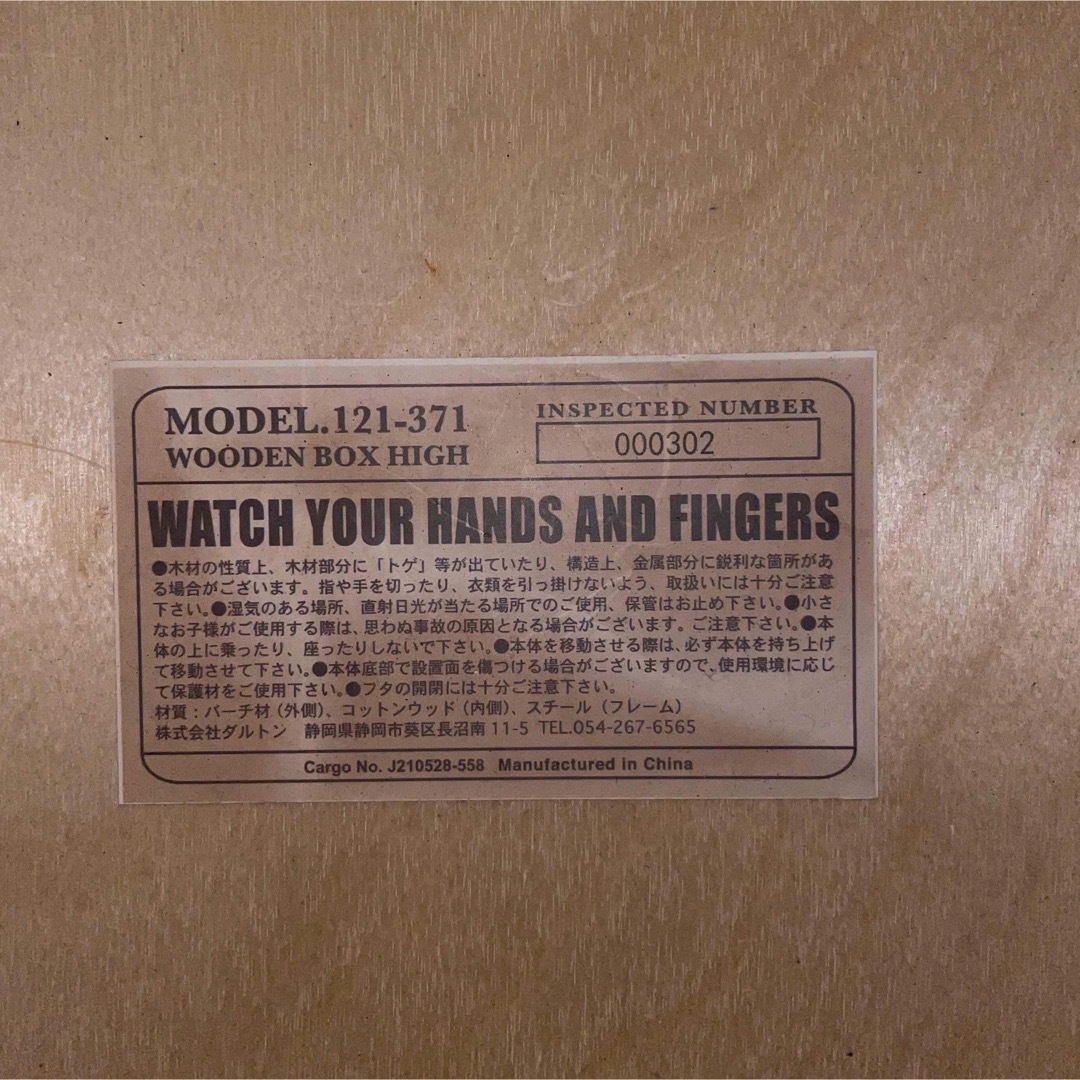 MODEL.121-371
WOODEN BOX HIGH
INSPECTED NUMBER
000302
WATCH YOUR HANDS AND FINGERS
●木材の性質上、木材部分に「トゲ」等が出ていたり、構造上、金属部分に鋭利な箇所があ
る場合がございます。指や手を切ったり、衣類を引っ掛けないよう、取扱いには十分ご注意
下さい。●湿気のある場所、直射日光が当たる場所でのご使用、保管はお止め下さい。●小さ
なお子様がご使用する際は、思わぬ事故の原因となる場合がございます。ご注意下さい。●本
体の上に乗ったり、座ったりしないで下さい。●本体を移動させる際は、必ず本体を持ち上げ
て移動させて下さい。●本体底部で設置面を傷つける場合がございますので、使用環境に応じ
て保護材をご使用下さい。●フタの開閉には十分ご注意下さい。
材質：バーチ材（外側）、コットンウッド（内側）、スチール（フレーム）
株式会社ダルトン 静岡県静岡市葵区長沼南 11-5 TEL.054-267-6565
Cargo No. J210528-558 Manufactured in China